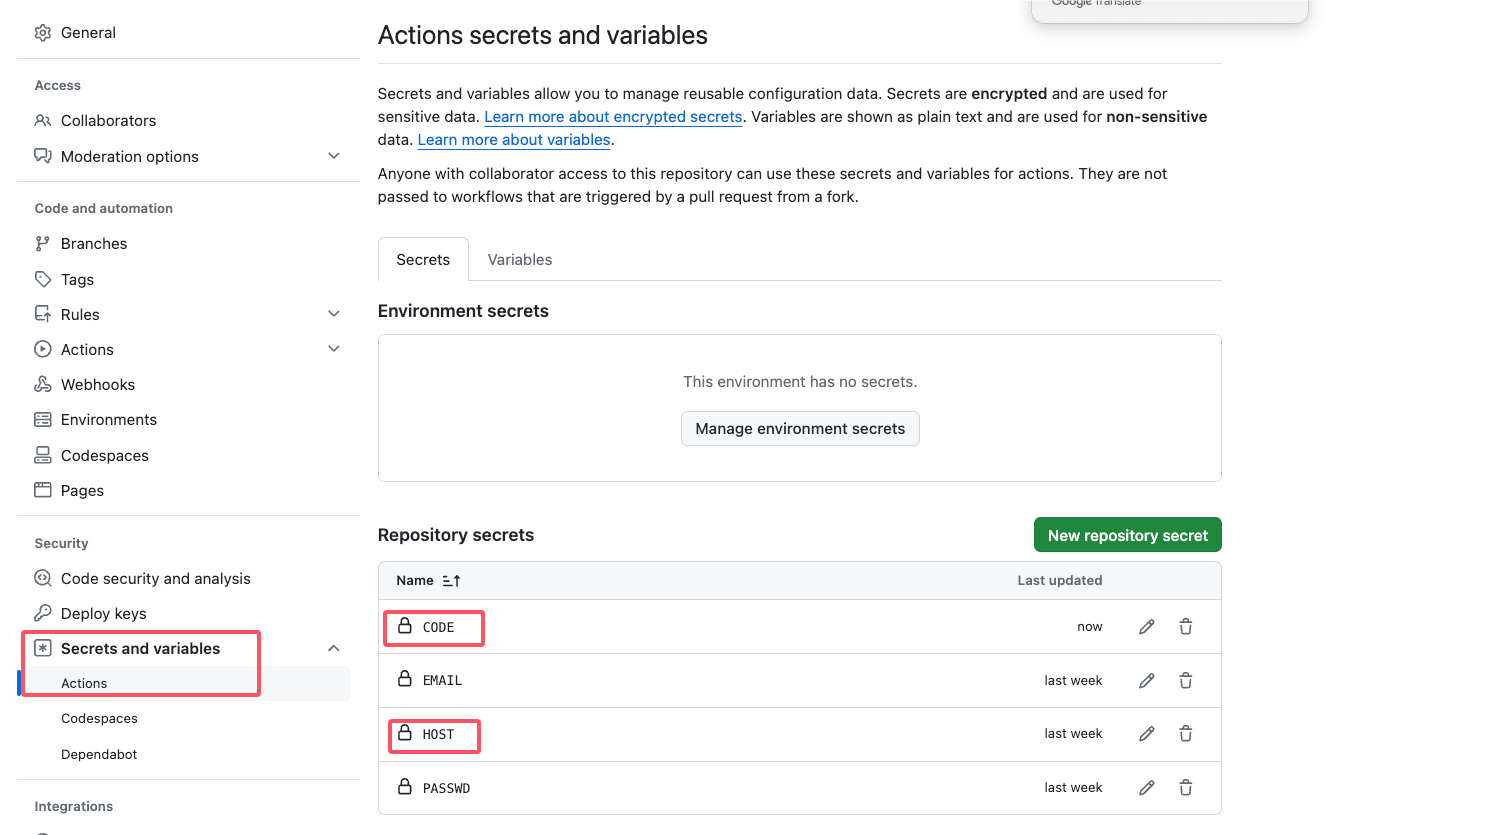 Google Translate
General
Access
Collaborators
Moderation options
Code and automation
Branches
Tags
Rules
Actions
Webhooks
Environments
Codespaces
Pages
Security
Code security and analysis
Deploy keys
Secrets and variables
Actions
Codespaces
Dependabot
Integrations
Actions secrets and variables
Secrets and variables allow you to manage reusable configuration data. Secrets are encrypted and are used for
sensitive data. Learn more about encrypted secrets. Variables are shown as plain text and are used for non-sensitive
data. Learn more about variables.
Anyone with collaborator access to this repository can use these secrets and variables for actions. They are not
passed to workflows that are triggered by a pull request from a fork.
Secrets Variables
Environment secrets
This environment has no secrets.
Manage environment secrets
Repository secrets New repository secret
Name Last updated
CODE now
EMAIL last week
HOST last week
PASSWD last week